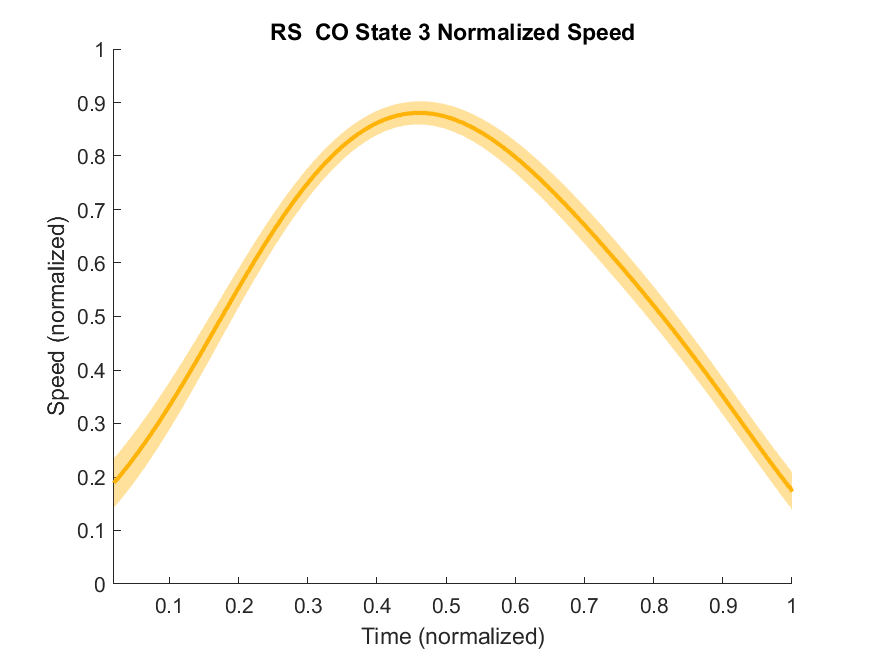 RS  CO State 3 Normalized Speed
1
0.9
0.8
0.7
0.6
0.5
0.4
0.3
0.2
0.1
0
Speed (normalized)
0.1 0.2 0.3 0.4 0.5 0.6 0.7 0.8 0.9 1
Time (normalized)